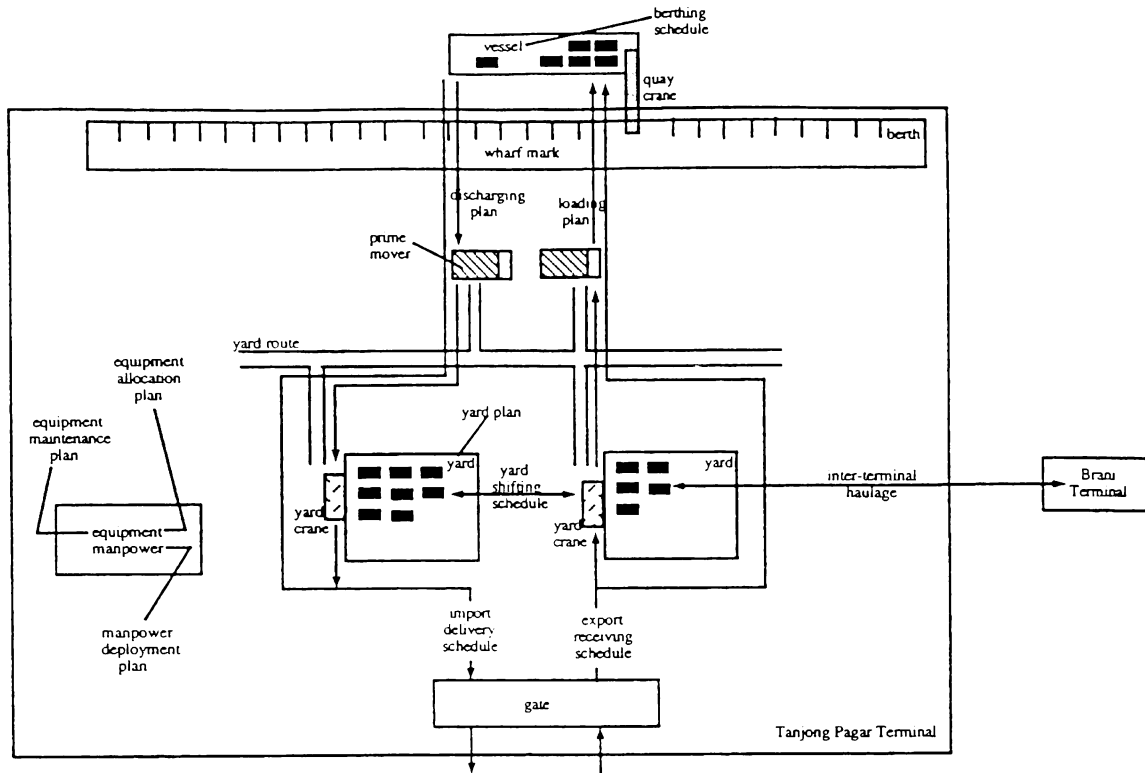 berthing
schedule
vessel
quay
crane
berth
wharf mark
discharging
plan
loading
plan
prime
mover
yard route
equipment
allocation
plan
equipment
maintenance
plan
yard plan
yard
yard
shifting
schedule
yard
inter-terminal
haulage
Brani
Terminal
yard
crane
yard
crane
equipment
manpower
manpower
deployment
plan
import
delivery
schedule
export
receiving
schedule
gate
Tanjong Pagar Terminal